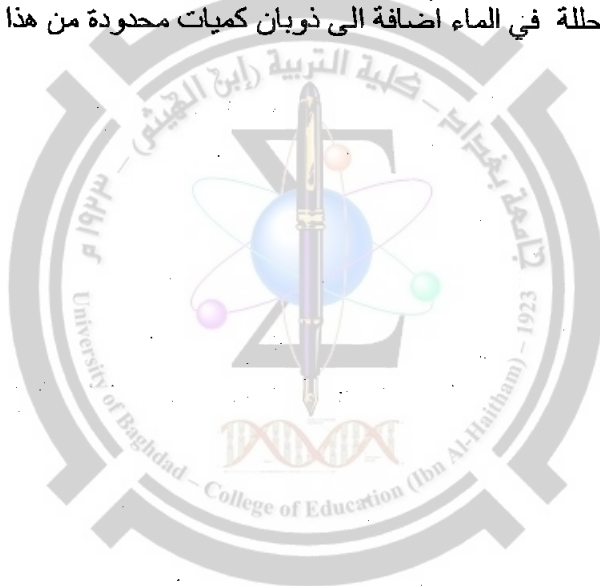 حللة في الماء اضافة الى ذوبان كميات محدودة من هذا
جامعة بغداد – كلية التربية (ابن الهيثم) – ١٩٢٣ م
University of Baghdad – College of Education (Ibn Al-Haitham) – 1923